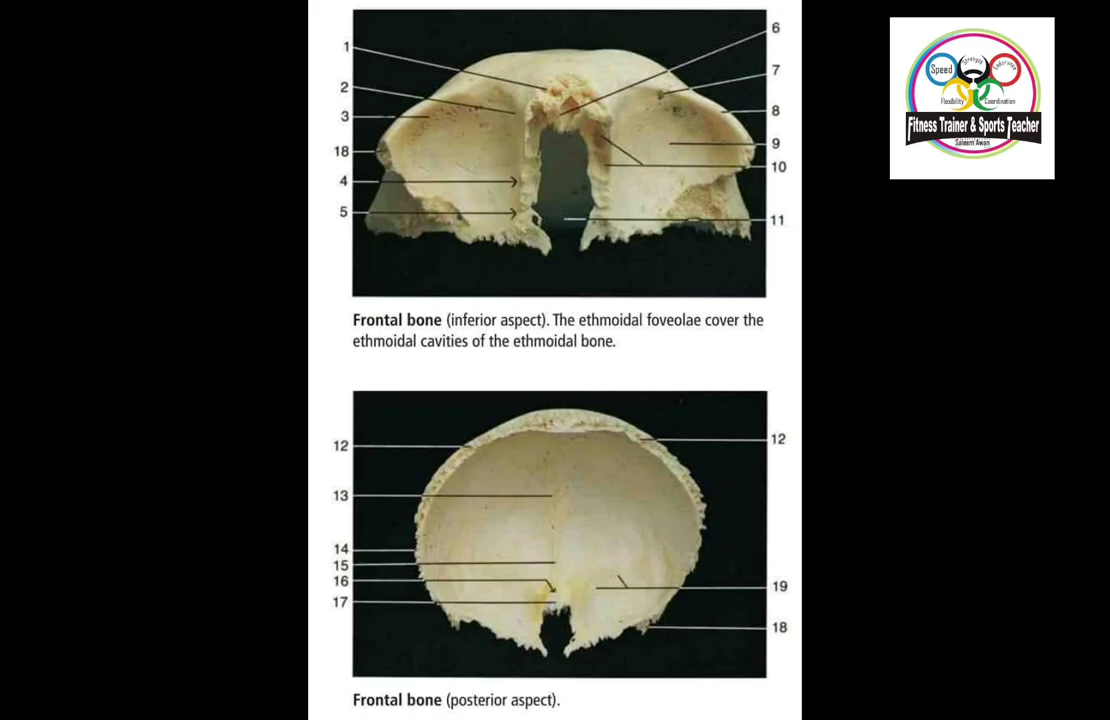 1
2
3
18
4
5
6
7
8
9
10
11
Frontal bone (inferior aspect). The ethmoidal foveolae cover the
ethmoidal cavities of the ethmoidal bone.
12
13
14
15
16
17
12
19
18
Frontal bone (posterior aspect).
Speed
Strength
Endurance
Flexibility
Coordination
Fitness Trainer & Sports Teacher
Saleem Awan